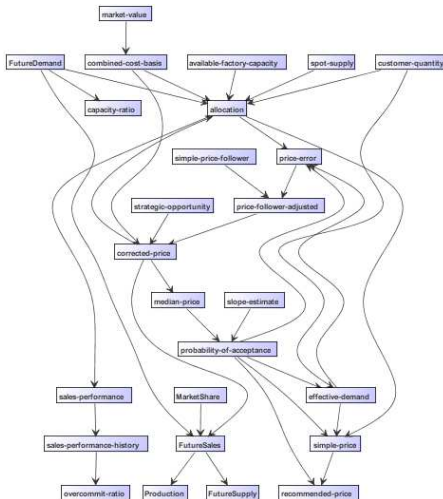 market-value
FutureDemand
combined-cost-basis
available-factory-capacity
spot-supply
customer-quantity
capacity-ratio
allocation
simple-price-follower
price-error
strategic-opportunity
price-follower-adjusted
corrected-price
median-price
slope-estimate
probability-of-acceptance
sales-performance
MarketShare
effective-demand
sales-performance-history
FutureSales
simple-price
overcommit-ratio
Production
FutureSupply
recommended-price